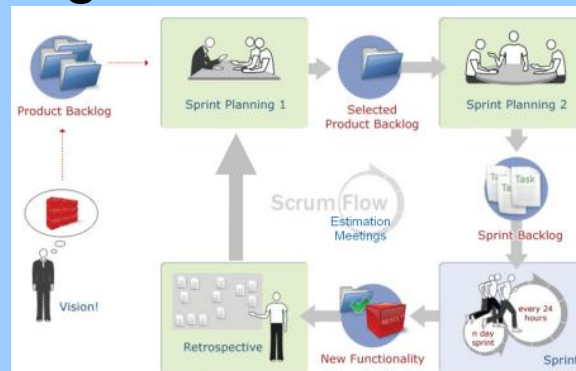 Product Backlog
Sprint Planning 1
Selected
Product Backlog
Sprint Planning 2
Task
Sprint Backlog
Scrum Flow
Estimation
Meetings
Vision!
Retrospective
New Functionality
every 24
hours
n day
sprint
Sprint